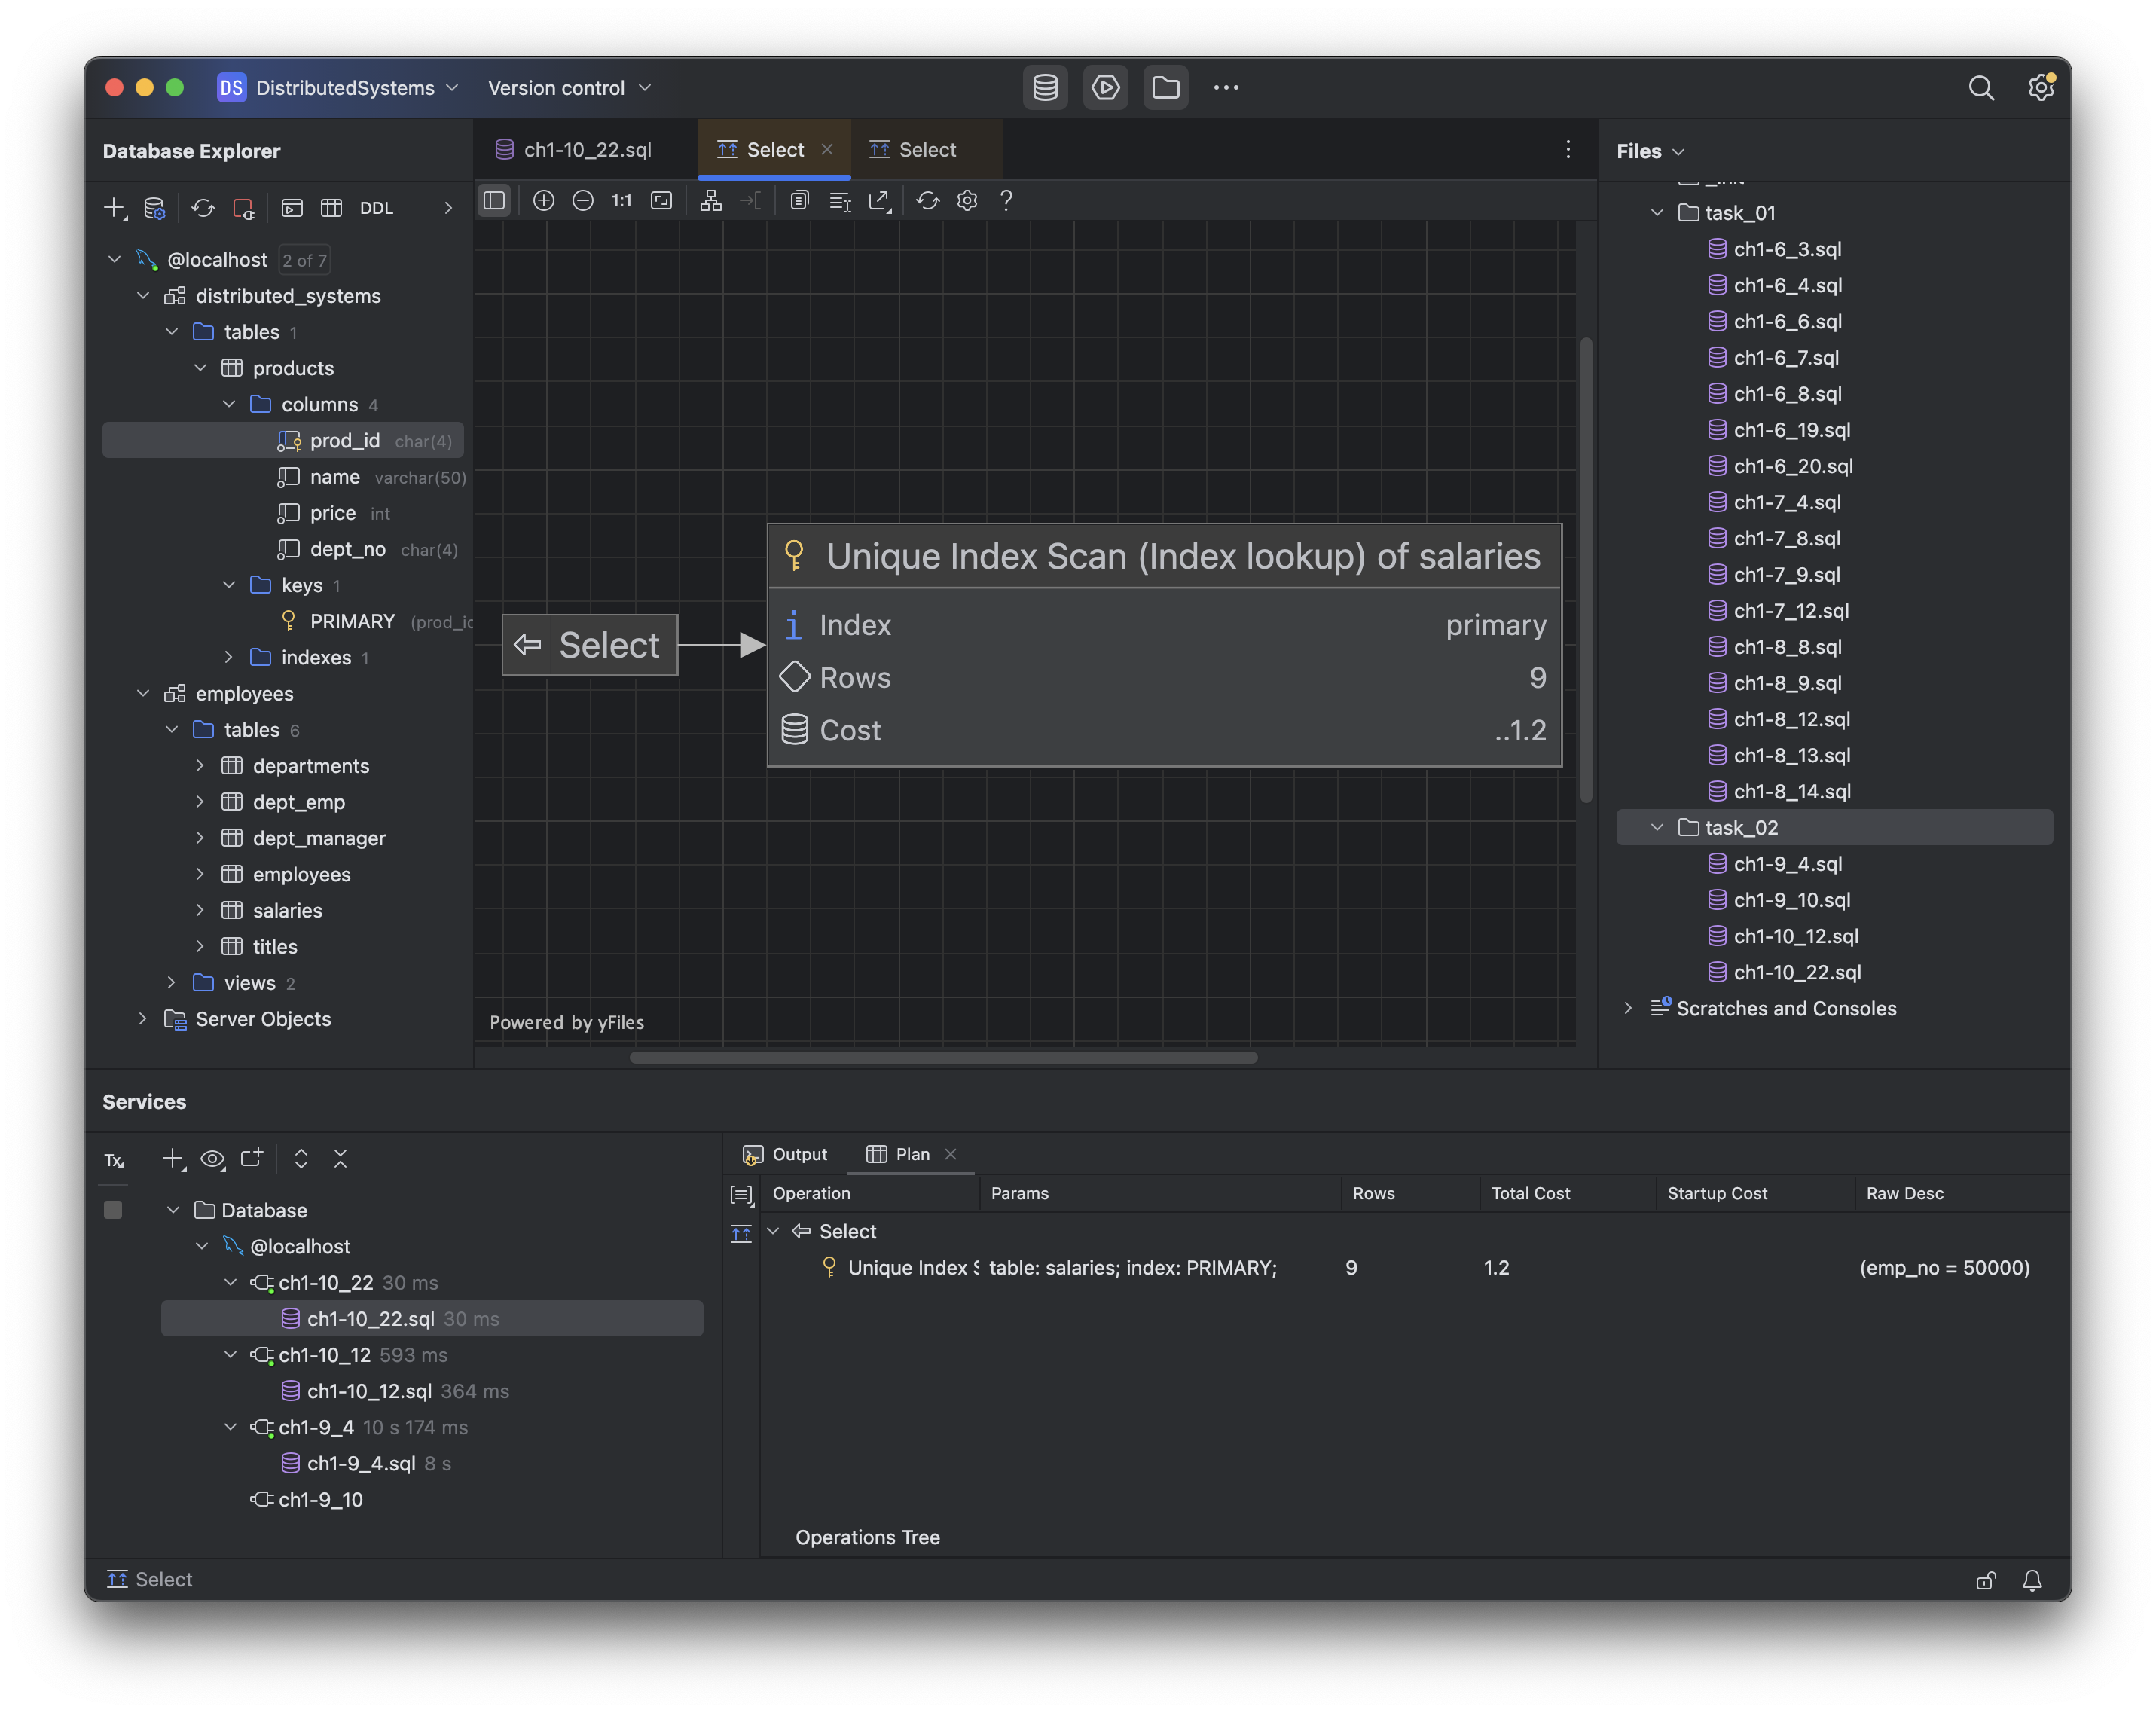 DS DistributedSystems Version control
Database Explorer
DDL
@localhost 2 of 7
distributed_systems
tables 1
products
columns 4
prod_id char(4)
name varchar(50)
price int
dept_no char(4)
keys 1
PRIMARY (prod_id
indexes 1
employees
tables 6
departments
dept_emp
dept_manager
employees
salaries
titles
views 2
Server Objects
ch1-10_22.sql Select Select
1:1
Select
Unique Index Scan (Index lookup) of salaries
Index primary
Rows 9
Cost ..1.2
Powered by yFiles
Files
_init
task_01
ch1-6_3.sql
ch1-6_4.sql
ch1-6_6.sql
ch1-6_7.sql
ch1-6_8.sql
ch1-6_19.sql
ch1-6_20.sql
ch1-7_4.sql
ch1-7_8.sql
ch1-7_9.sql
ch1-7_12.sql
ch1-8_8.sql
ch1-8_9.sql
ch1-8_12.sql
ch1-8_13.sql
ch1-8_14.sql
task_02
ch1-9_4.sql
ch1-9_10.sql
ch1-10_12.sql
ch1-10_22.sql
Scratches and Consoles
Services
Tx
Database
@localhost
ch1-10_22 30 ms
ch1-10_22.sql 30 ms
ch1-10_12 593 ms
ch1-10_12.sql 364 ms
ch1-9_4 10 s 174 ms
ch1-9_4.sql 8 s
ch1-9_10
Output Plan
Operation Params Rows Total Cost Startup Cost Raw Desc
Select
Unique Index S table: salaries; index: PRIMARY; 9 1.2 (emp_no = 50000)
Operations Tree
Select